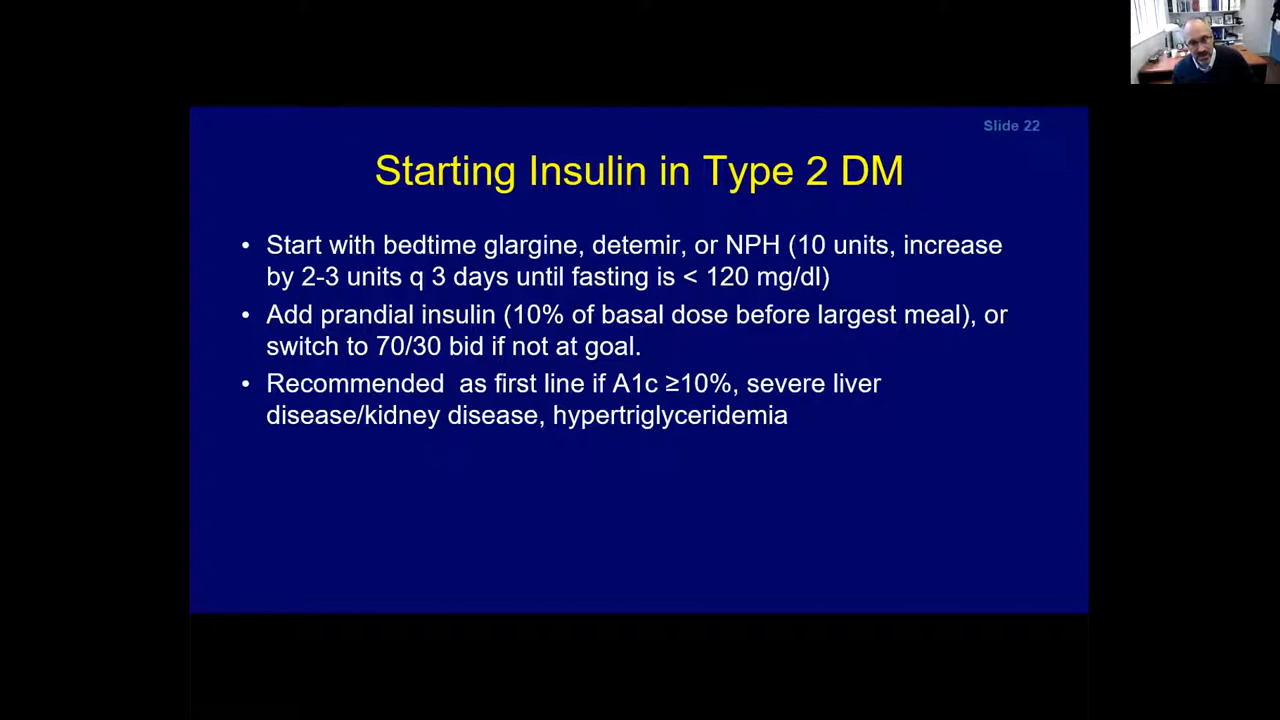 Slide 22
Starting Insulin in Type 2 DM
• Start with bedtime glargine, detemir, or NPH (10 units, increase
by 2-3 units q 3 days until fasting is < 120 mg/dl)
• Add prandial insulin (10% of basal dose before largest meal), or
switch to 70/30 bid if not at goal.
• Recommended  as first line if A1c ≥10%, severe liver
disease/kidney disease, hypertriglyceridemia